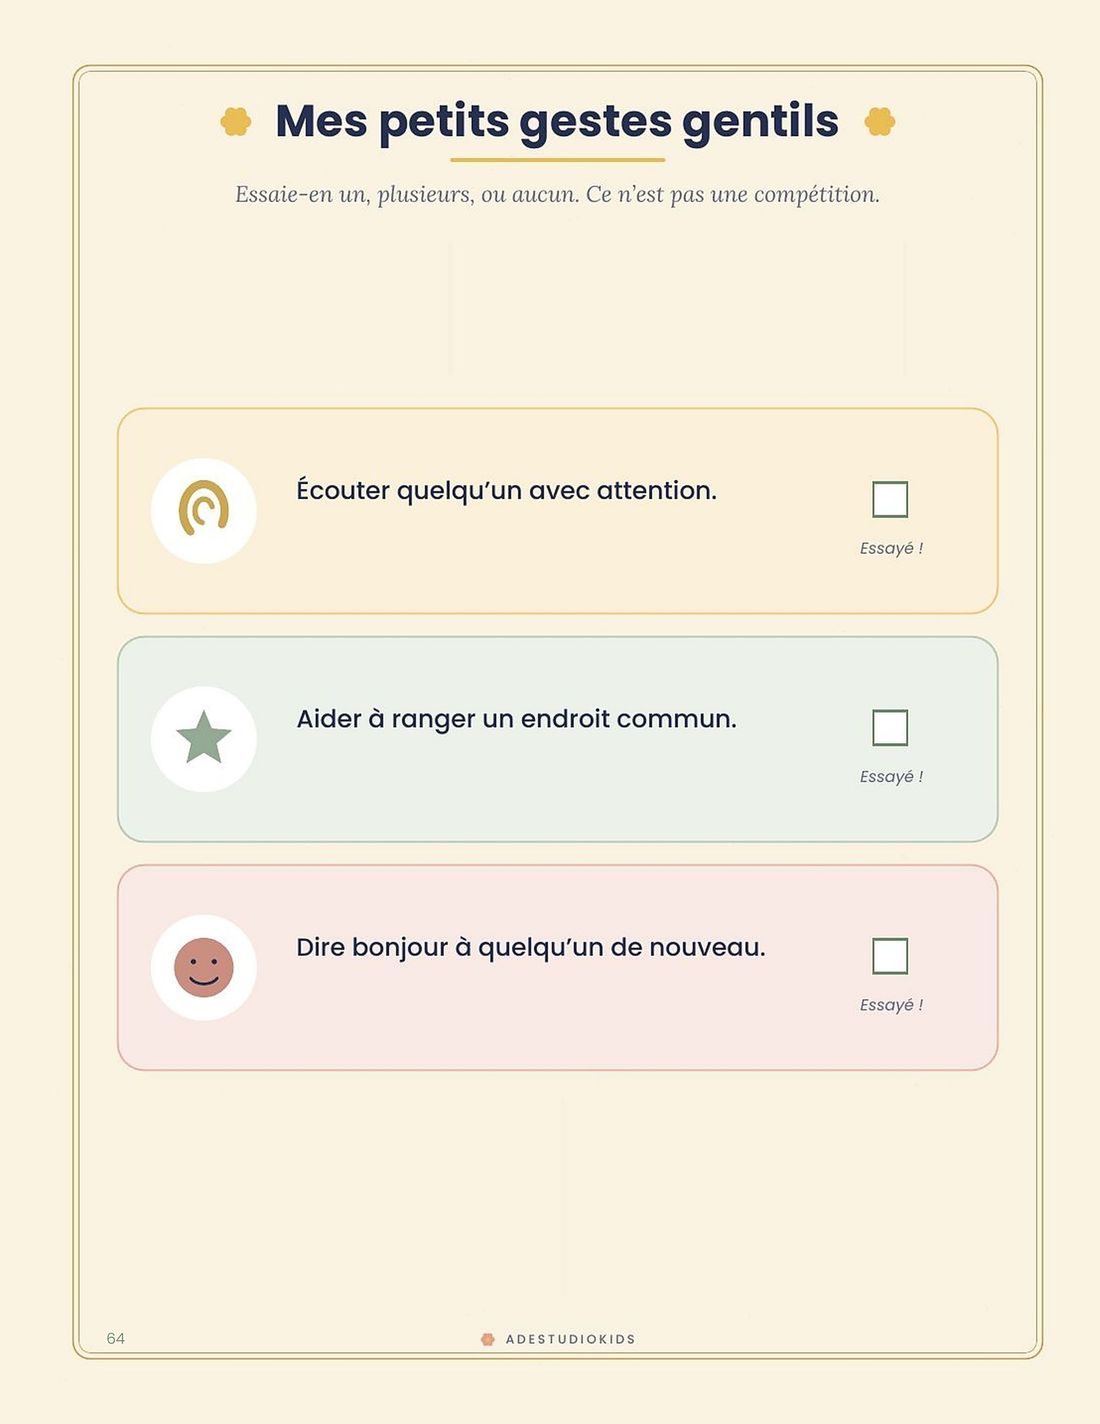 Mes petits gestes gentils
Essaie-en un, plusieurs, ou aucun. Ce n’est pas une compétition.
Écouter quelqu’un avec attention.
Essayé !
Aider à ranger un endroit commun.
Essayé !
Dire bonjour à quelqu’un de nouveau.
Essayé !
64
ADESTUDIOKIDS